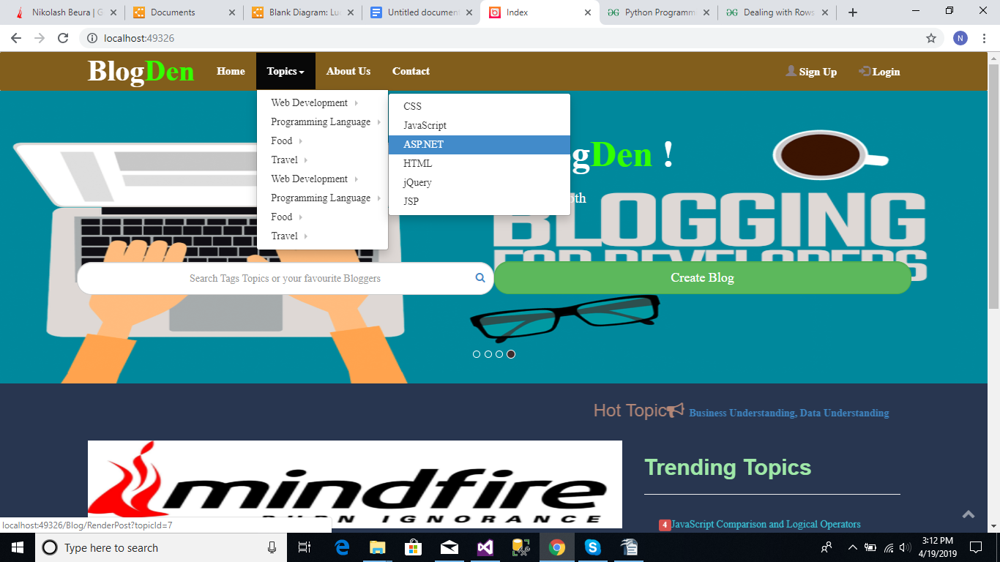 Nikolash Beura | G
Documents
Blank Diagram: Lu
Untitled document
Index
Python Programm
Dealing with Rows
localhost:49326
N
BlogDen
Home
Topics
About Us
Contact
Sign Up
Login
Web Development
Programming Language
Food
Travel
Web Development
Programming Language
Food
Travel
CSS
JavaScript
ASP.NET
HTML
jQuery
JSP
gDen !
oth
BLOGGING
FOR DEVELOPERS
Search Tags Topics or your favourite Bloggers
Create Blog
Hot Topic
Business Understanding, Data Understanding
mindfire
BURN IGNORANCE
Trending Topics
4 JavaScript Comparison and Logical Operators
localhost:49326/Blog/RenderPost?topicId=7
Type here to search
3:12 PM
4/19/2019